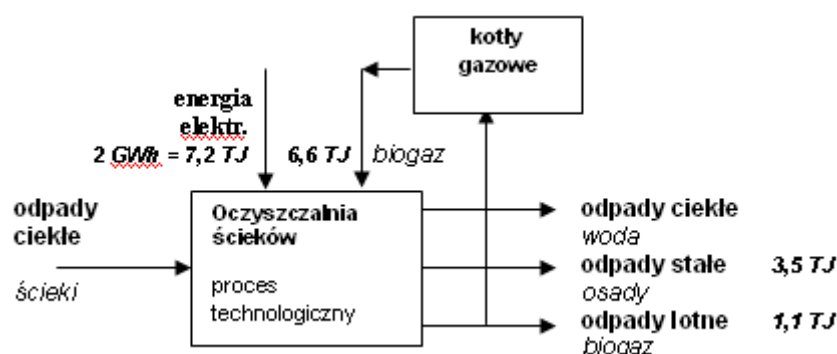 kotły
gazowe
energia
elektr.
2 GWh = 7,2 TJ
6,6 TJ
biogaz
odpady
ciekłe
ścieki
Oczyszczalnia
ścieków
proces
technologiczny
odpady ciekłe
woda
odpady stałe 3,5 TJ
osady
odpady lotne 1,1 TJ
biogaz